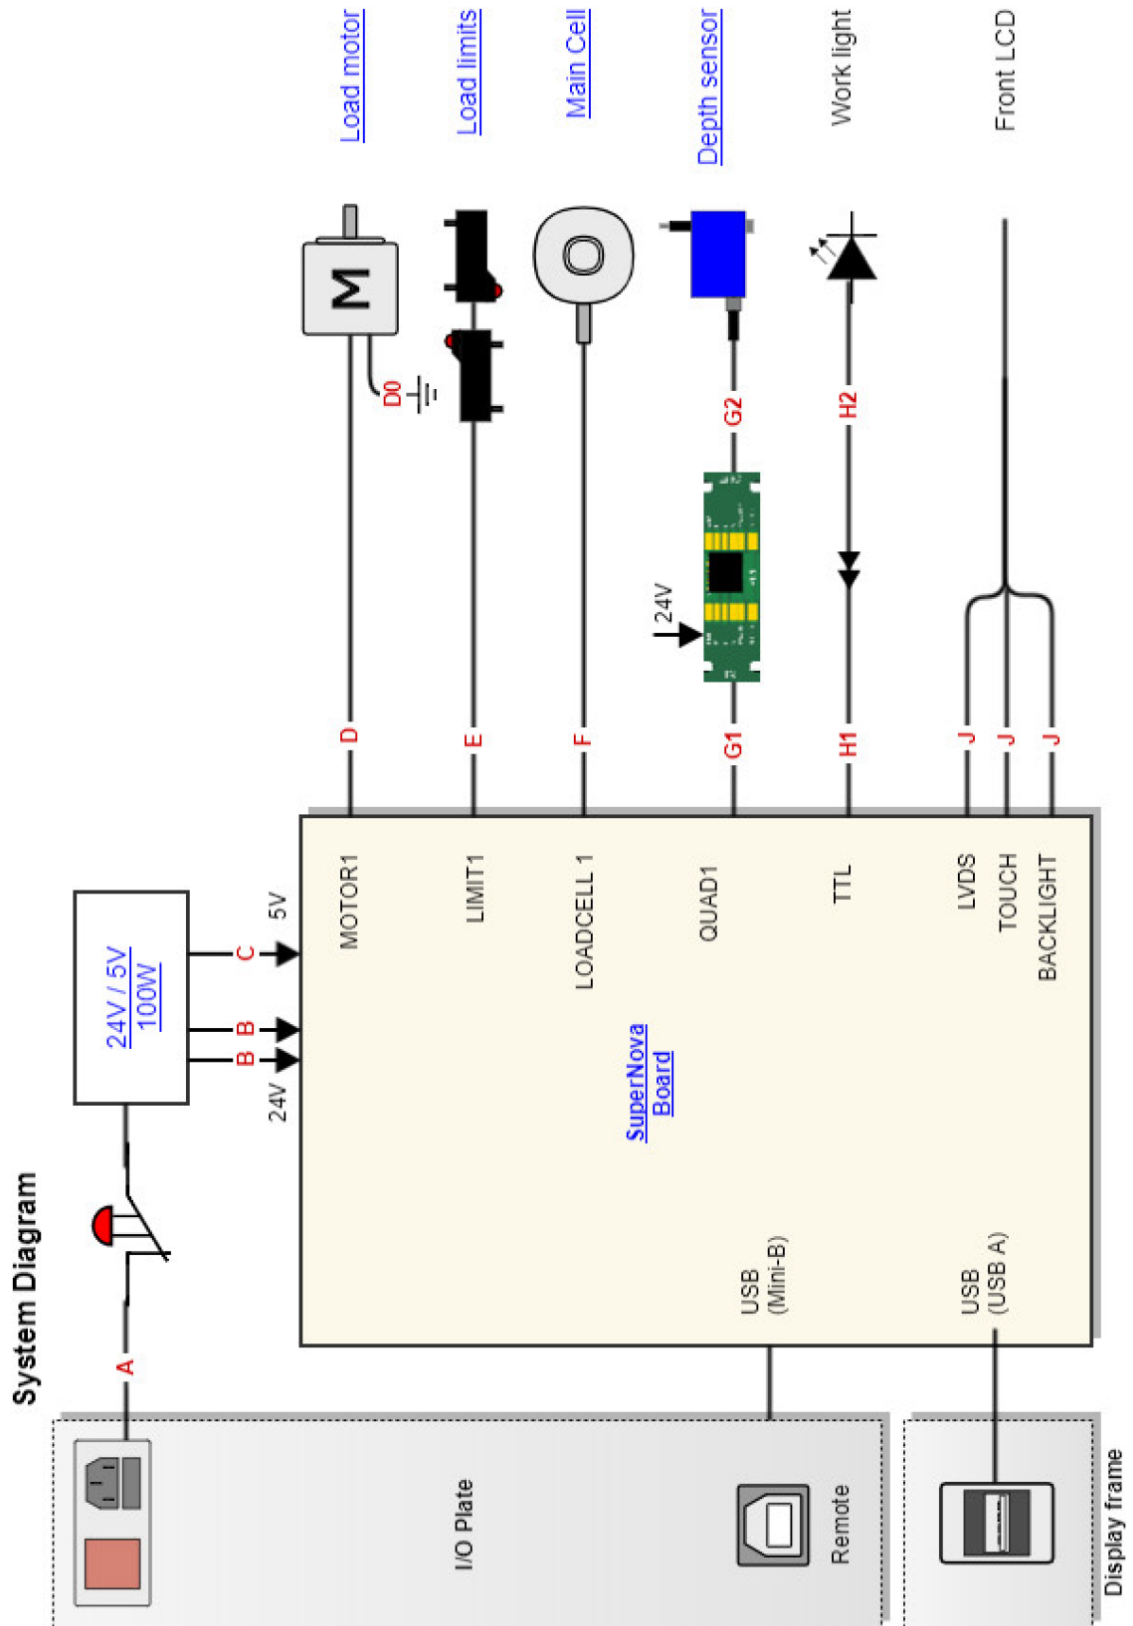 System Diagram
A
24V / 5V
100W
B
B
C
24V
5V
I/O Plate
Remote
Display frame
USB
(Mini-B)
USB
(USB A)
SuperNova
Board
MOTOR1
D
D0
M
Load motor
LIMIT1
E
Load limits
LOADCELL 1
F
Main Cell
QUAD1
G1
24V
G2
Depth sensor
TTL
H1
H2
Work light
LVDS
J
TOUCH
J
BACKLIGHT
J
Front LCD